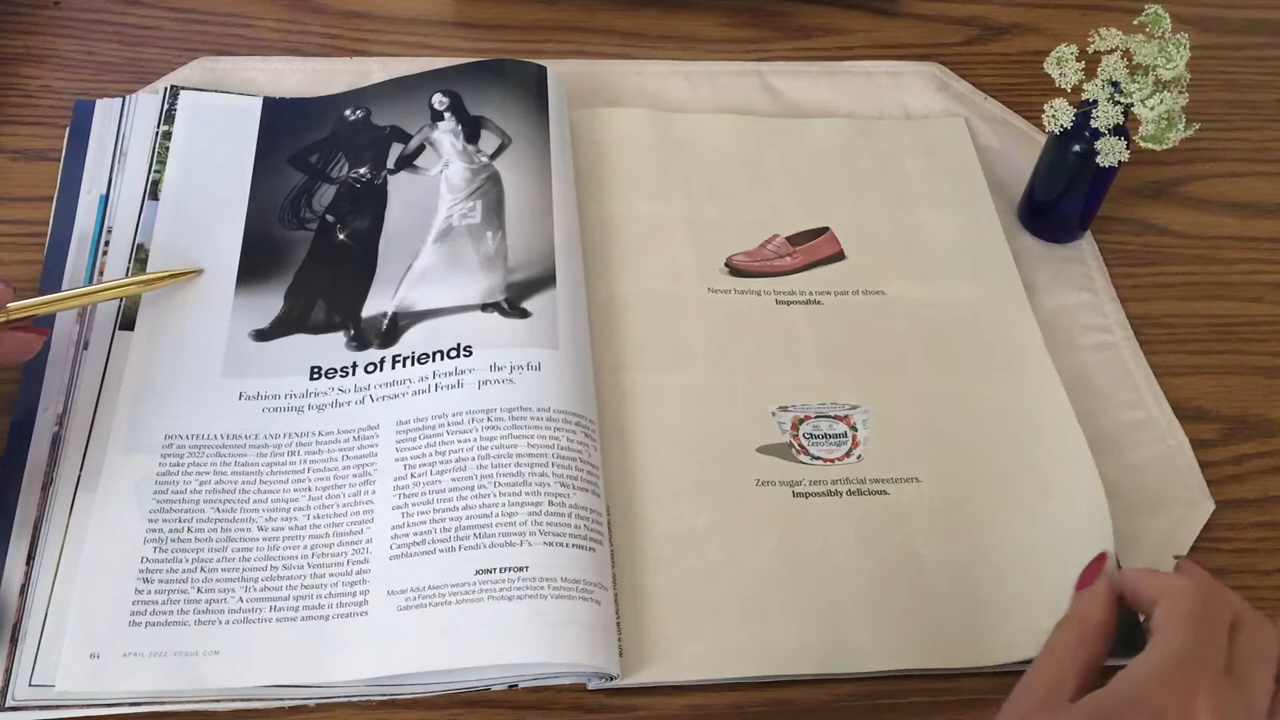 Best of Friends
Fashion rivalries? So last century, as Fendace—the joyful
coming together of Versace and Fendi—proves.
DONATELLA VERSACE AND FENDI'S Kim Jones pulled
off an unprecedented mash-up of their brands at Milan's
spring 2022 collections—the first IRL ready-to-wear shows
to take place in the Italian capital in 18 months. Donatella
called the new line, instantly christened Fendace, an oppor-
tunity to "get above and beyond one's own four walls,"
and said she relished the chance to work together to offer
"something unexpected and unique." Just don't call it a
collaboration. "Aside from visiting each other's archives,
we worked independently," she says. "I sketched on my
own, and Kim on his own. We saw what the other created
[only] when both collections were pretty much finished."
The concept itself came to life over a group dinner at
Donatella's place after the collections in February 2021,
where she and Kim were joined by Silvia Venturini Fendi.
"We wanted to do something celebratory that would also
be a surprise," Kim says. "It's about the beauty of togeth-
erness after time apart." A communal spirit is chiming up
and down the fashion industry: Having made it through
the pandemic, there's a collective sense among creatives
that they truly are stronger together, and customers are
responding in kind. (For Kim, there was also the allure of
seeing Gianni Versace's 1990s collections in person. "What
Versace did then was a huge influence on me," he says. "It
was such a big part of the culture—beyond fashion.")
The swap was also a full-circle moment: Gianni Versace
and Karl Lagerfeld—the latter designed Fendi for more
than 50 years—weren't just friendly rivals, but real friends.
"There is trust among us," Donatella says. "We knew that
each would treat the other's brand with respect."
The two brands also share a language: Both adore print
and know their way around a logo—and damn if their joint
show wasn't the glammest event of the season as Naomi
Campbell closed their Milan runway in Versace metal mesh
emblazoned with Fendi's double-F's.—NICOLE PHELPS
JOINT EFFORT
Model Adut Akech wears a Versace by Fendi dress. Model Sora Choi
in a Fendi by Versace dress and necklace. Fashion Editor:
Gabriella Karefa-Johnson. Photographed by Valentin Herfray.
64 APRIL 2022 VOGUE.COM
Never having to break in a new pair of shoes.
Impossible.
Chobani
Zero Sugar
Zero sugar*, zero artificial sweeteners.
Impossibly delicious.